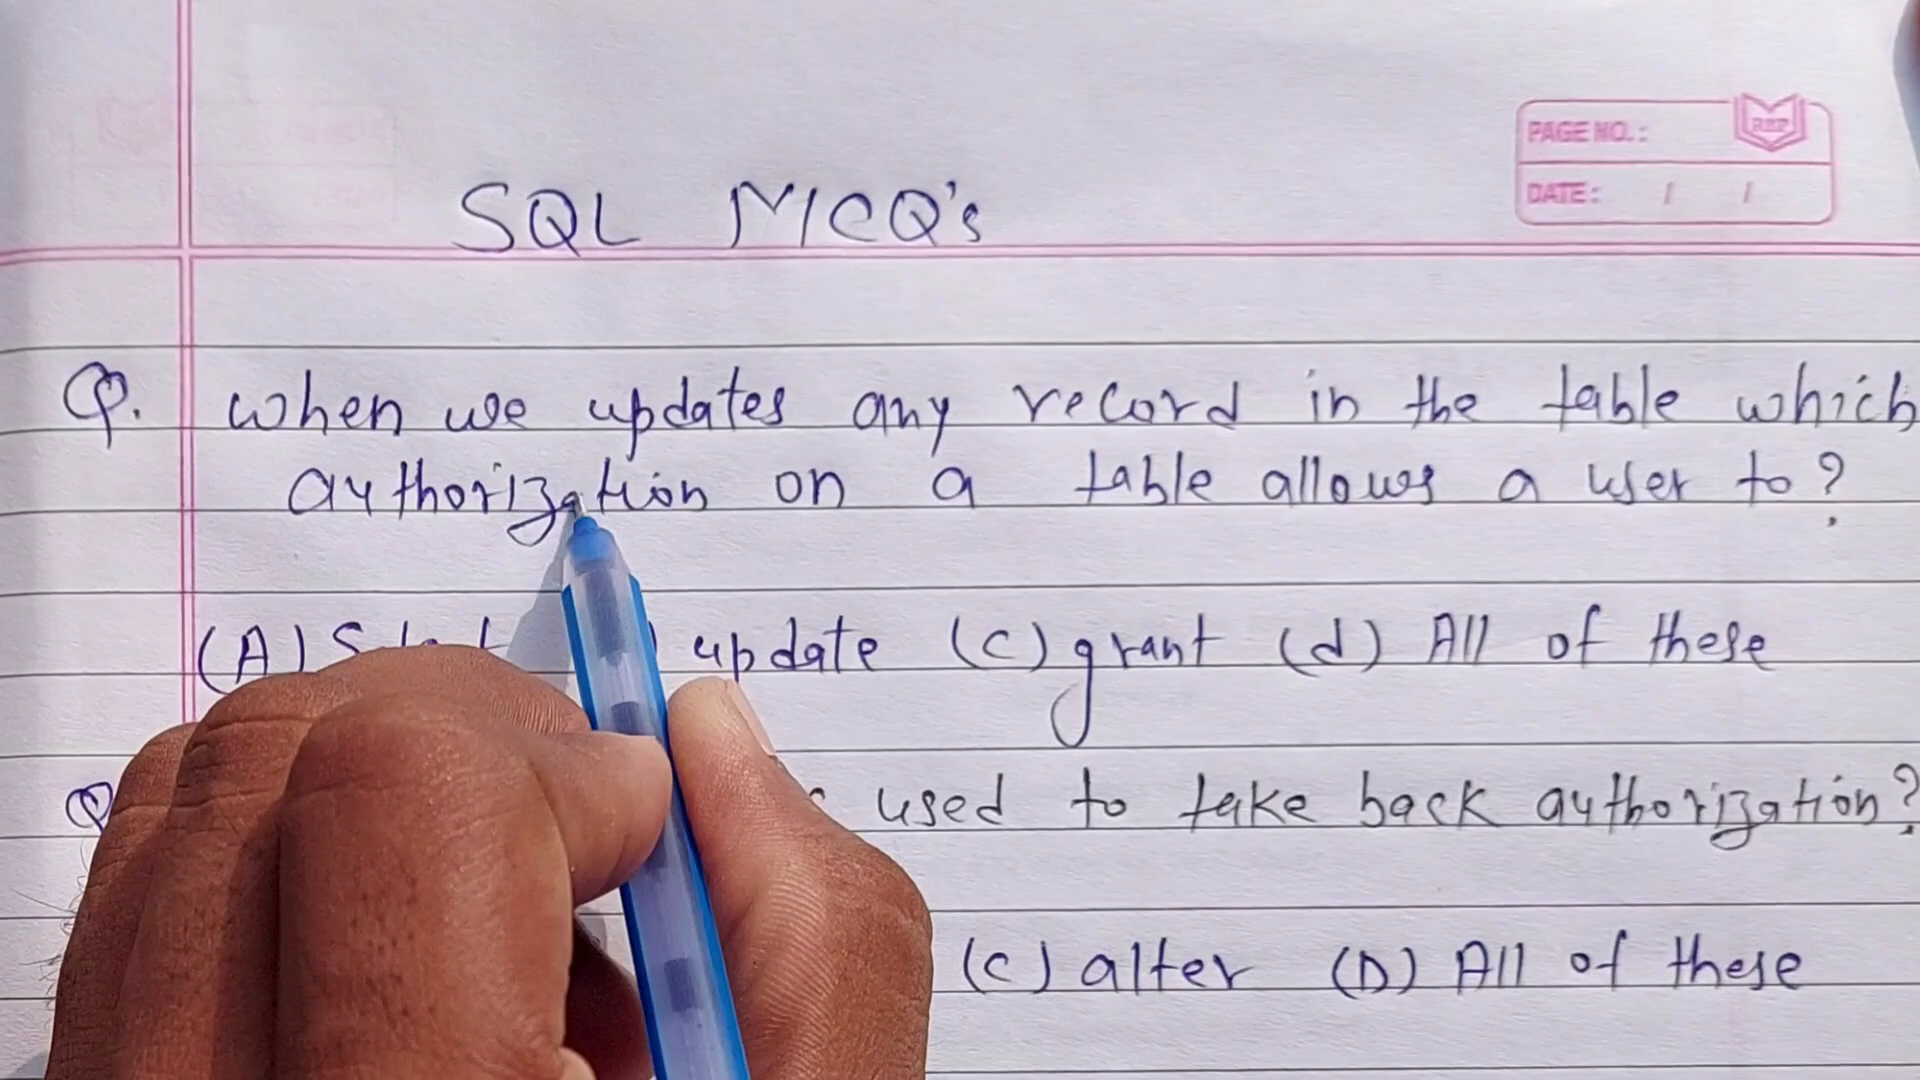 PAGE NO.:
REP
DATE: / /
SQL MCQ's
Q. when we updates any record in the table which
authorization on a table allows a user to?
(A) update (c) grant (d) All of these
Q used to take back authorization?
(c) alter (D) All of these